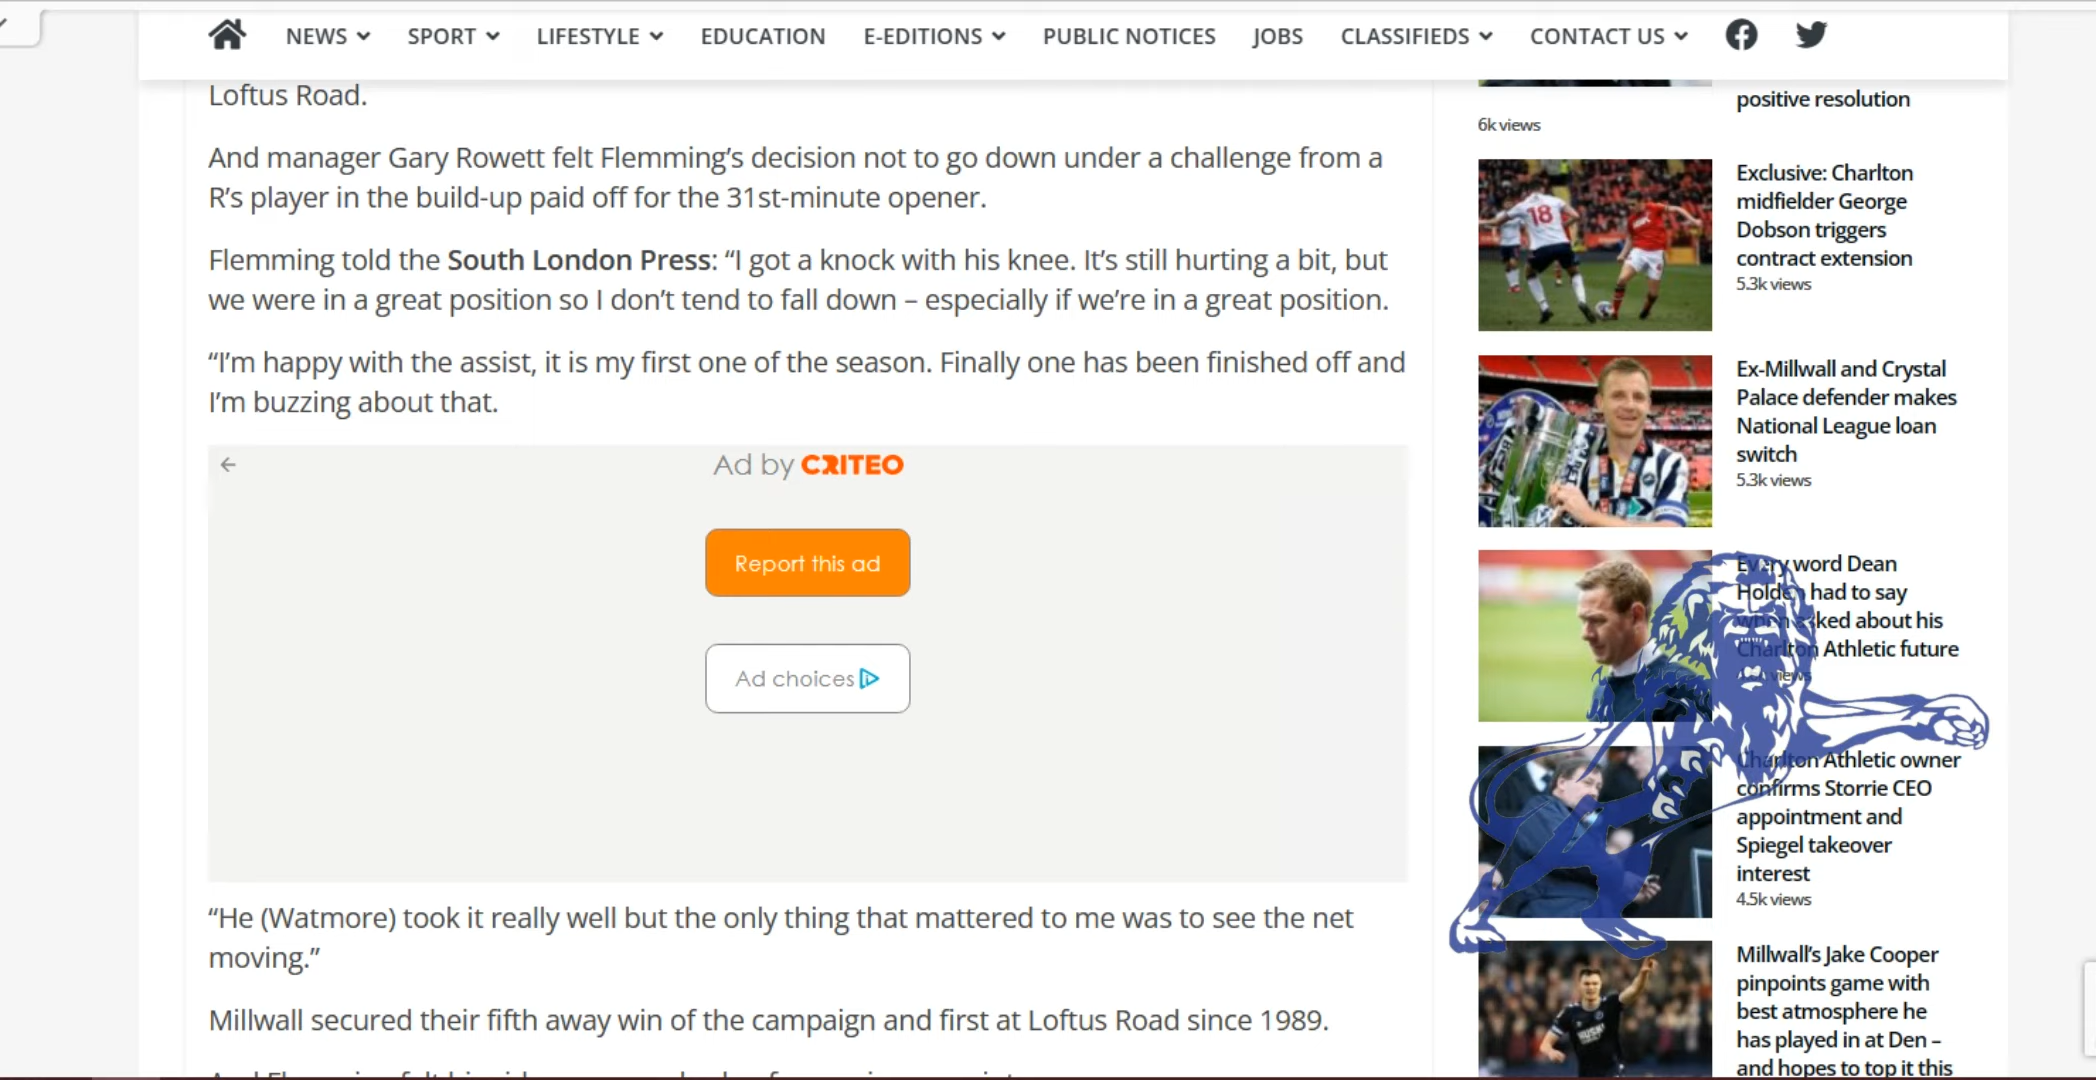 NEWS SPORT LIFESTYLE EDUCATION E-EDITIONS PUBLIC NOTICES JOBS CLASSIFIEDS CONTACT US
Loftus Road.
And manager Gary Rowett felt Flemming’s decision not to go down under a challenge from a
R’s player in the build-up paid off for the 31st-minute opener.
Flemming told the South London Press: “I got a knock with his knee. It’s still hurting a bit, but
we were in a great position so I don’t tend to fall down – especially if we’re in a great position.
“I’m happy with the assist, it is my first one of the season. Finally one has been finished off and
I’m buzzing about that.
Ad by CRITEO
Report this ad
Ad choices
“He (Watmore) took it really well but the only thing that mattered to me was to see the net
moving.”
Millwall secured their fifth away win of the campaign and first at Loftus Road since 1989.
positive resolution
6k views
Exclusive: Charlton
midfielder George
Dobson triggers
contract extension
5.3k views
18
Ex-Millwall and Crystal
Palace defender makes
National League loan
switch
5.3k views
Every word Dean
Holden had to say
when asked about his
Charlton Athletic future
views
Charlton Athletic owner
confirms Storrie CEO
appointment and
Spiegel takeover
interest
4.5k views
Millwall’s Jake Cooper
pinpoints game with
best atmosphere he
has played in at Den –
and hopes to top it this